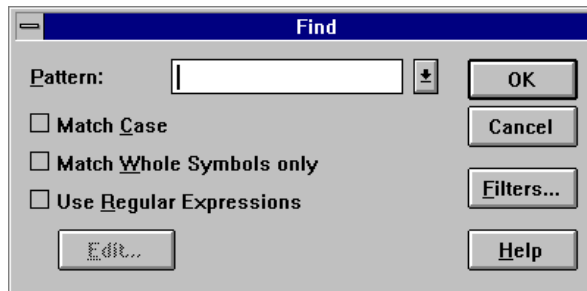 Find
Pattern:
OK
Match Case
Cancel
Match Whole Symbols only
Filters...
Use Regular Expressions
Edit...
Help